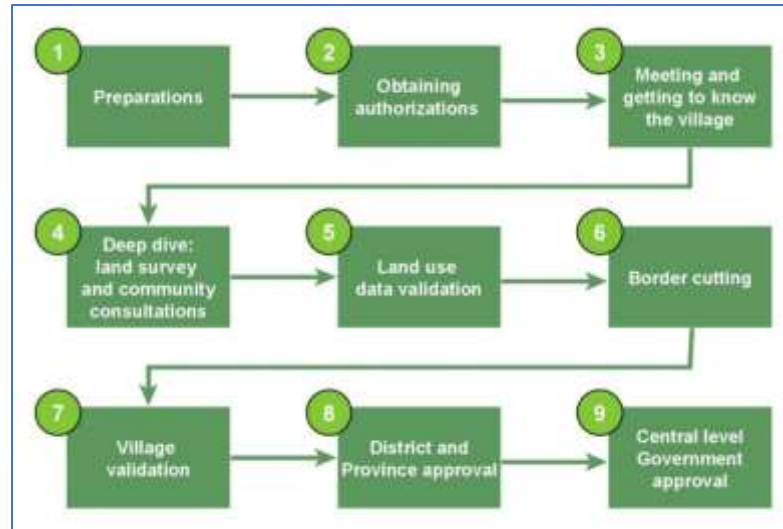 1
Preparations
2
Obtaining
authorizations
3
Meeting and
getting to know
the village
4
Deep dive:
land survey
and community
consultations
5
Land use
data validation
6
Border cutting
7
Village
validation
8
District and
Province approval
9
Central level
Government
approval